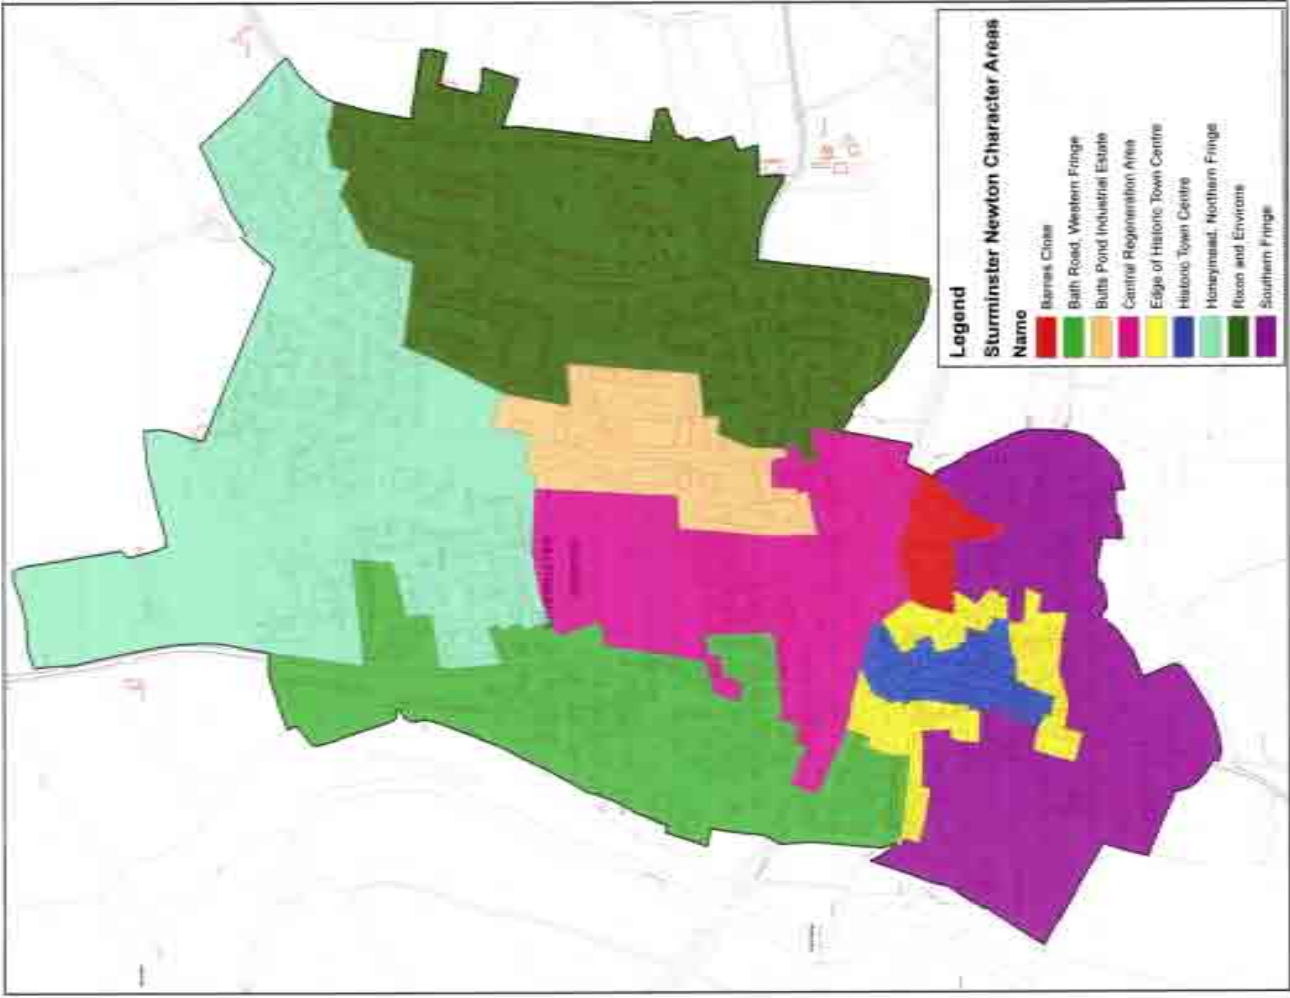 Legend
Sturminster Newton Character Areas
Name
Barnes Close
Bath Road, Western Fringe
Butts Pond Industrial Estate
Central Regeneration Area
Edge of Historic Town Centre
Historic Town Centre
Honeymead, Northern Fringe
Rixon and Environs
Southern Fringe